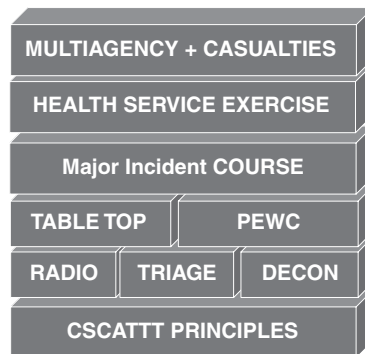 MULTIAGENCY + CASUALTIES
HEALTH SERVICE EXERCISE
Major Incident COURSE
TABLE TOP PEWC
RADIO TRIAGE DECON
CSCATTT PRINCIPLES